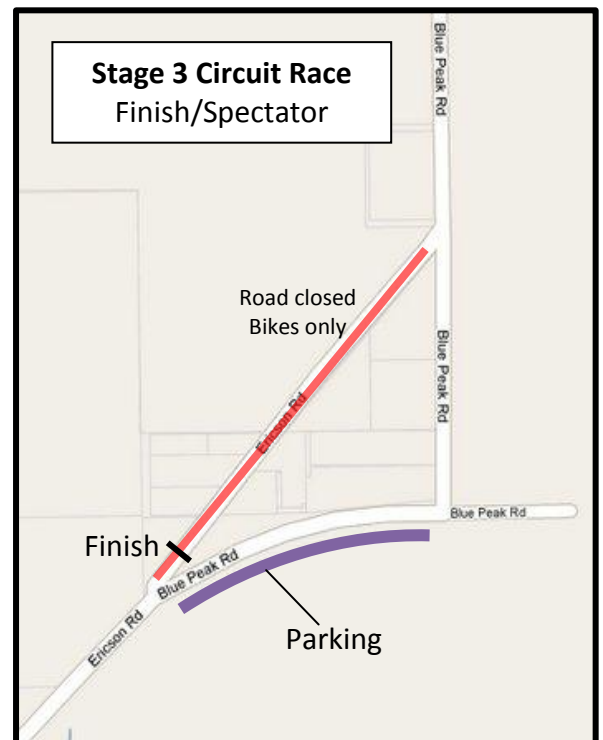 Blue Peak Rd
Stage 3 Circuit Race
Finish/Spectator
Road closed
Bikes only
Blue Peak Rd
Ericson Rd
Blue Peak Rd
Finish
Blue Peak Rd
Ericson Rd
Parking